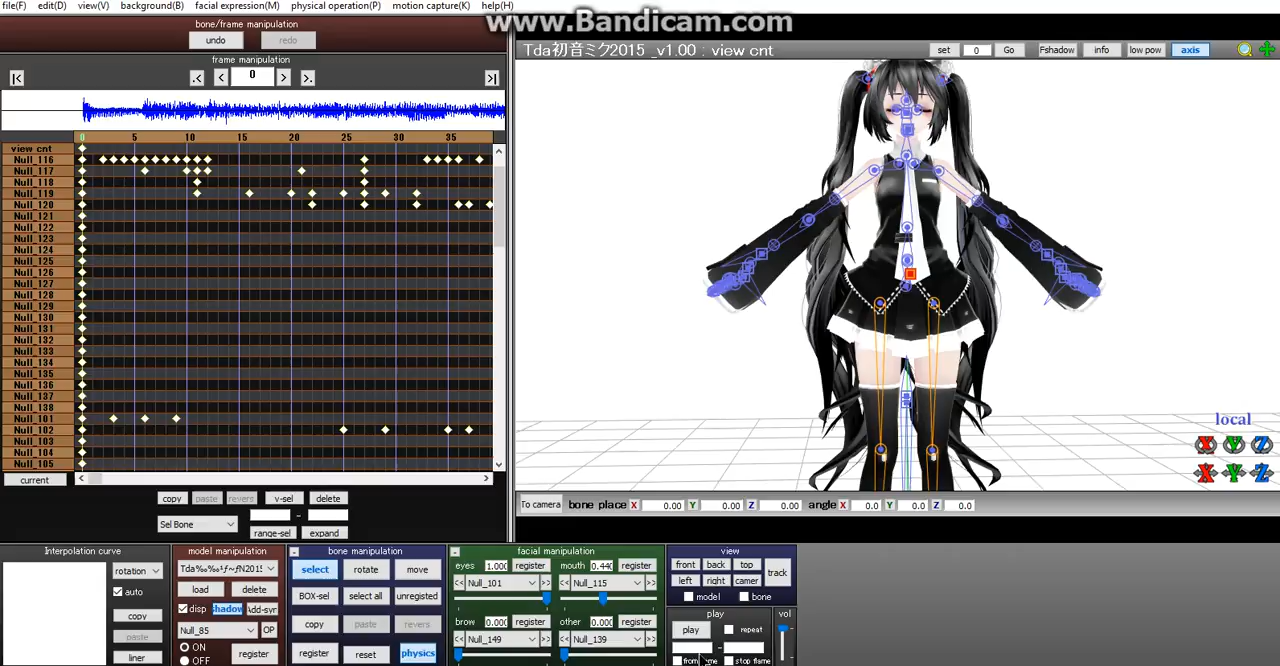 www.Bandicam.com
file(F) edit(D) view(V) background(B) facial expression(M) physical operation(P) motion capture(K) help(H)
bone/frame manipulation
undo redo
frame manipulation
|< .< < 0 > >. >|
0 5 10 15 20 25 30 35
view cnt
Null_116
Null_117
Null_118
Null_119
Null_120
Null_121
Null_122
Null_123
Null_124
Null_125
Null_126
Null_127
Null_128
Null_129
Null_130
Null_131
Null_132
Null_133
Null_134
Null_135
Null_136
Null_137
Null_138
Null_101
Null_102
Null_103
Null_104
Null_105
current
copy paste revers v-sel delete
Sel Bone -
range-sel expand
Tda初音ミク2015 _v1.00 : view cnt
set 0 Go Fshadow info low pow axis
local
X Y Z
X Y Z
To camera bone place X 0.00 Y 0.00 Z 0.00 angle X 0.0 Y 0.0 Z 0.0
Interpolation curve
rotation
auto
copy
paste
liner
model manipulation
load delete
disp shadow Add-syn
Null_85 OP
ON
OFF register
bone manipulation
select rotate move
BOX-sel select all unregisted
copy paste revers
register reset physics
facial manipulation
eyes 1.000 register mouth 0.440 register
<< Null_101 >> << Null_115 >>
brow 0.000 register other 0.000 register
<< Null_149 >> << Null_139 >>
view
front back top
left right camer track
model bone
play
play repeat
-
stop flame
vol